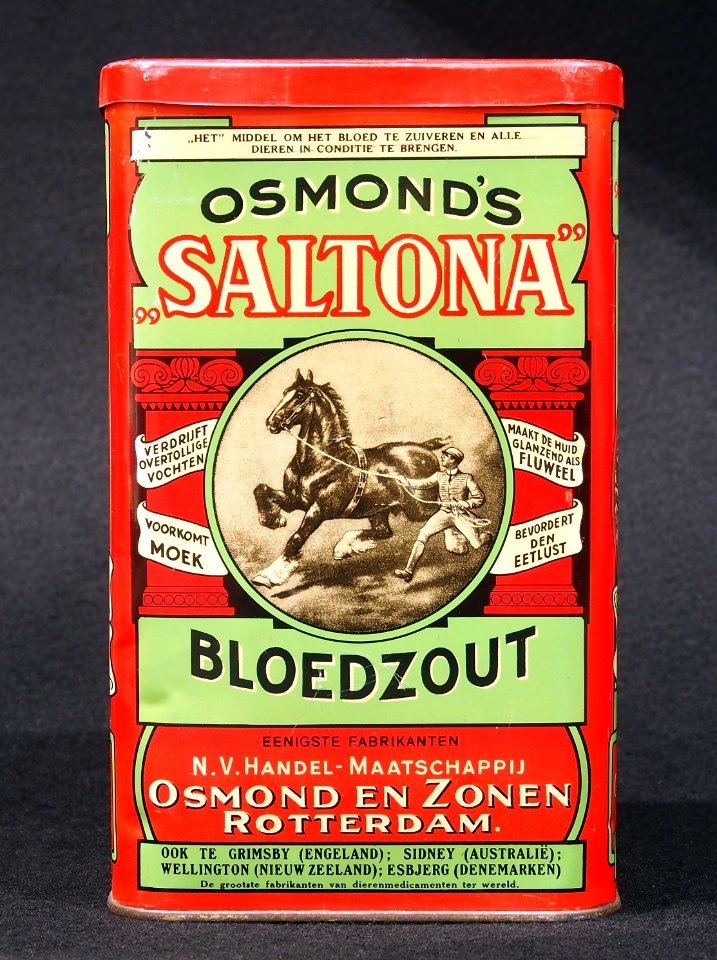 „HET” MIDDEL OM HET BLOED TE ZUIVEREN EN ALLE
DIEREN IN CONDITIE TE BRENGEN.
OSMOND'S
„SALTONA”
VERDRIJFT
OVERTOLLIGE
VOCHTEN
MAAKT DE HUID
GLANZEND ALS
FLUWEEL
VOORKOMT
MOEK
BEVORDERT
DEN
EETLUST
BLOEDZOUT
EENIGSTE FABRIKANTEN
N.V. HANDEL-MAATSCHAPPIJ
OSMOND EN ZONEN
ROTTERDAM.
OOK TE GRIMSBY (ENGELAND); SIDNEY (AUSTRALIË);
WELLINGTON (NIEUW ZEELAND); ESBJERG (DENEMARKEN)
De grootste fabrikanten van dierenmedicamenten ter wereld.